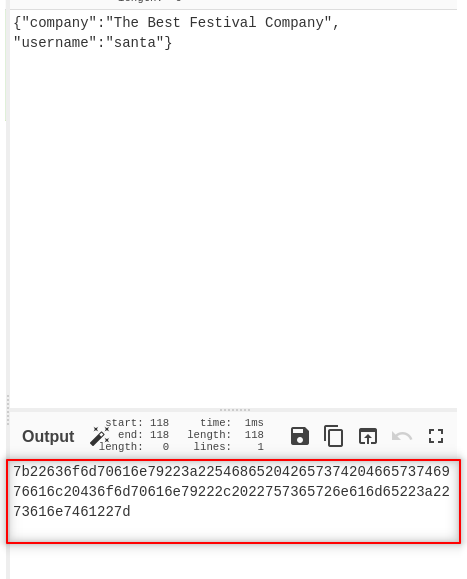 {"company":"The Best Festival Company",
"username":"santa"}
Output
start: 118 time: 1ms
end: 118 length: 118
length: 0 lines: 1
7b22636f6d70616e79223a225468652042657374204665737469
76616c20436f6d70616e79222c2022757365726e616d65223a22
73616e7461227d